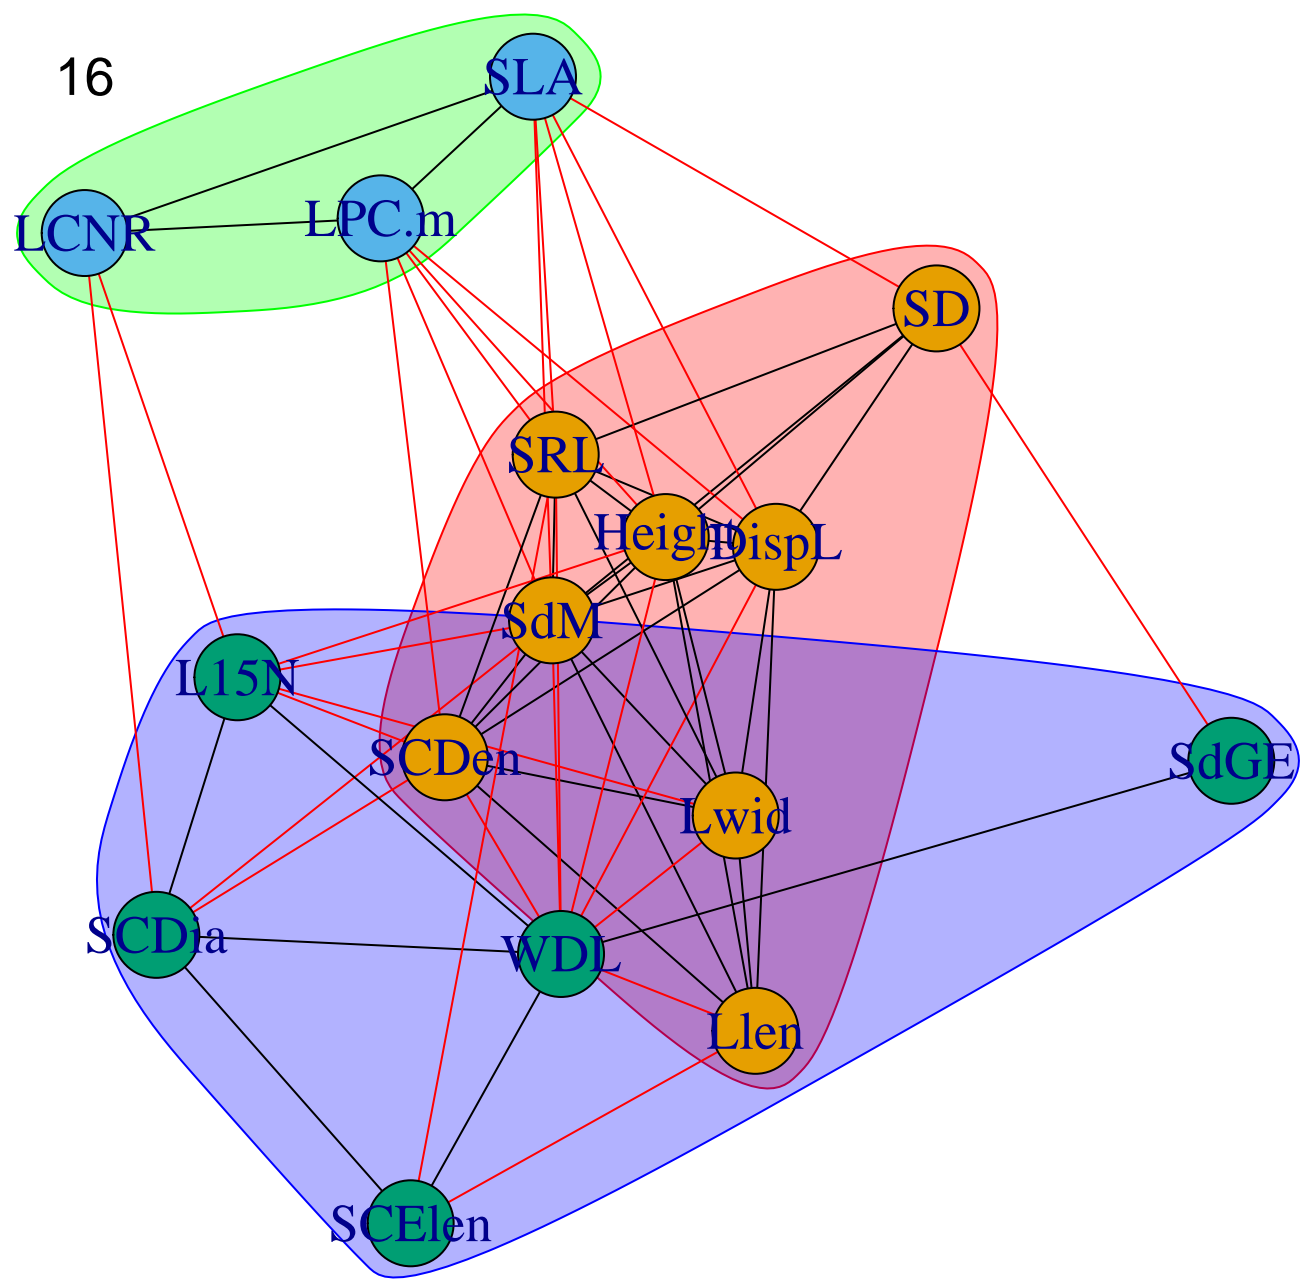 16
SLA
LCNR
LPC.m
SD
SRL
Height
DispL
SdM
L15N
SCDen
SdGE
Lwid
SCDia
WDL
Llen
SCElen